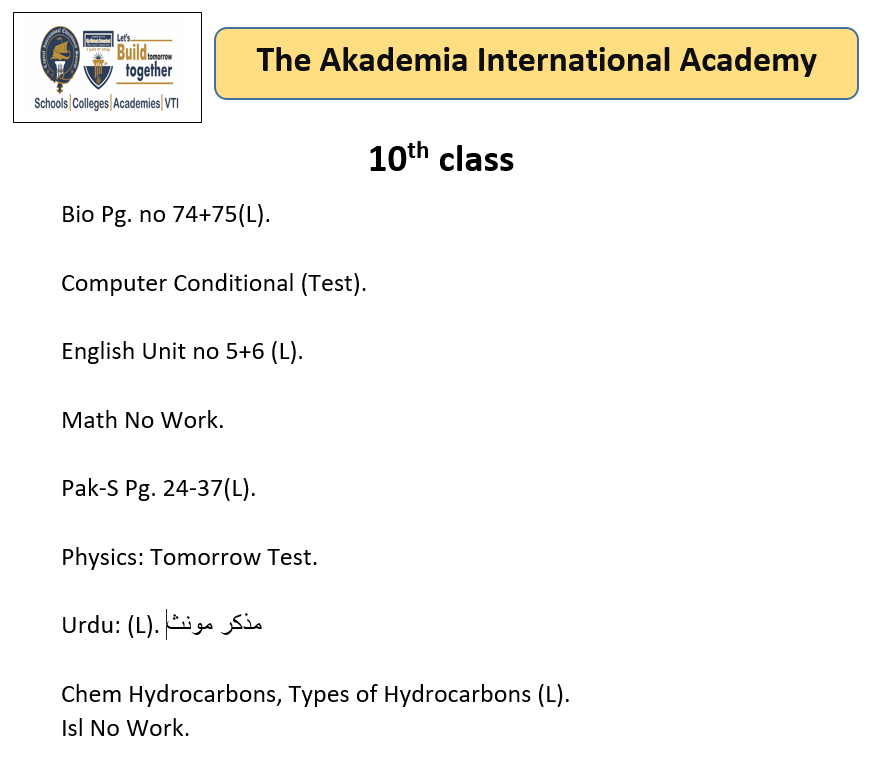 Let's
Build tomorrow
together
Schools|Colleges|Academies|VTI
The Akademia International Academy
10th class
Bio Pg. no 74+75(L).
Computer Conditional (Test).
English Unit no 5+6 (L).
Math No Work.
Pak-S Pg. 24-37(L).
Physics: Tomorrow Test.
Urdu: (L). مذکر مونث
Chem Hydrocarbons, Types of Hydrocarbons (L).
Isl No Work.